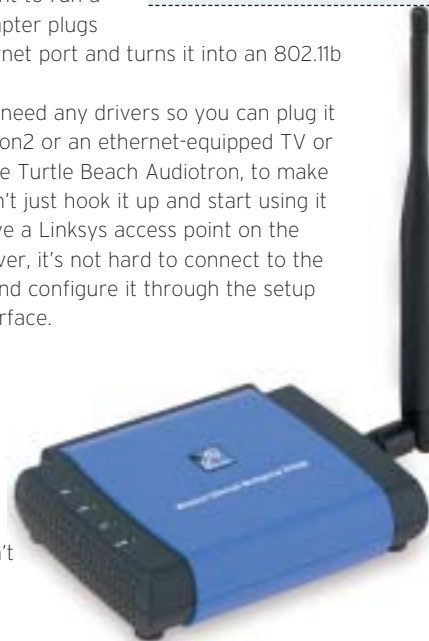 nt to run a
apter plugs
rnet port and turns it into an 802.11b
need any drivers so you can plug it
on2 or an ethernet-equipped TV or
e Turtle Beach Audiotron, to make
n't just hook it up and start using it
ve a Linksys access point on the
ver, it's not hard to connect to the
nd configure it through the setup
rface.
n't